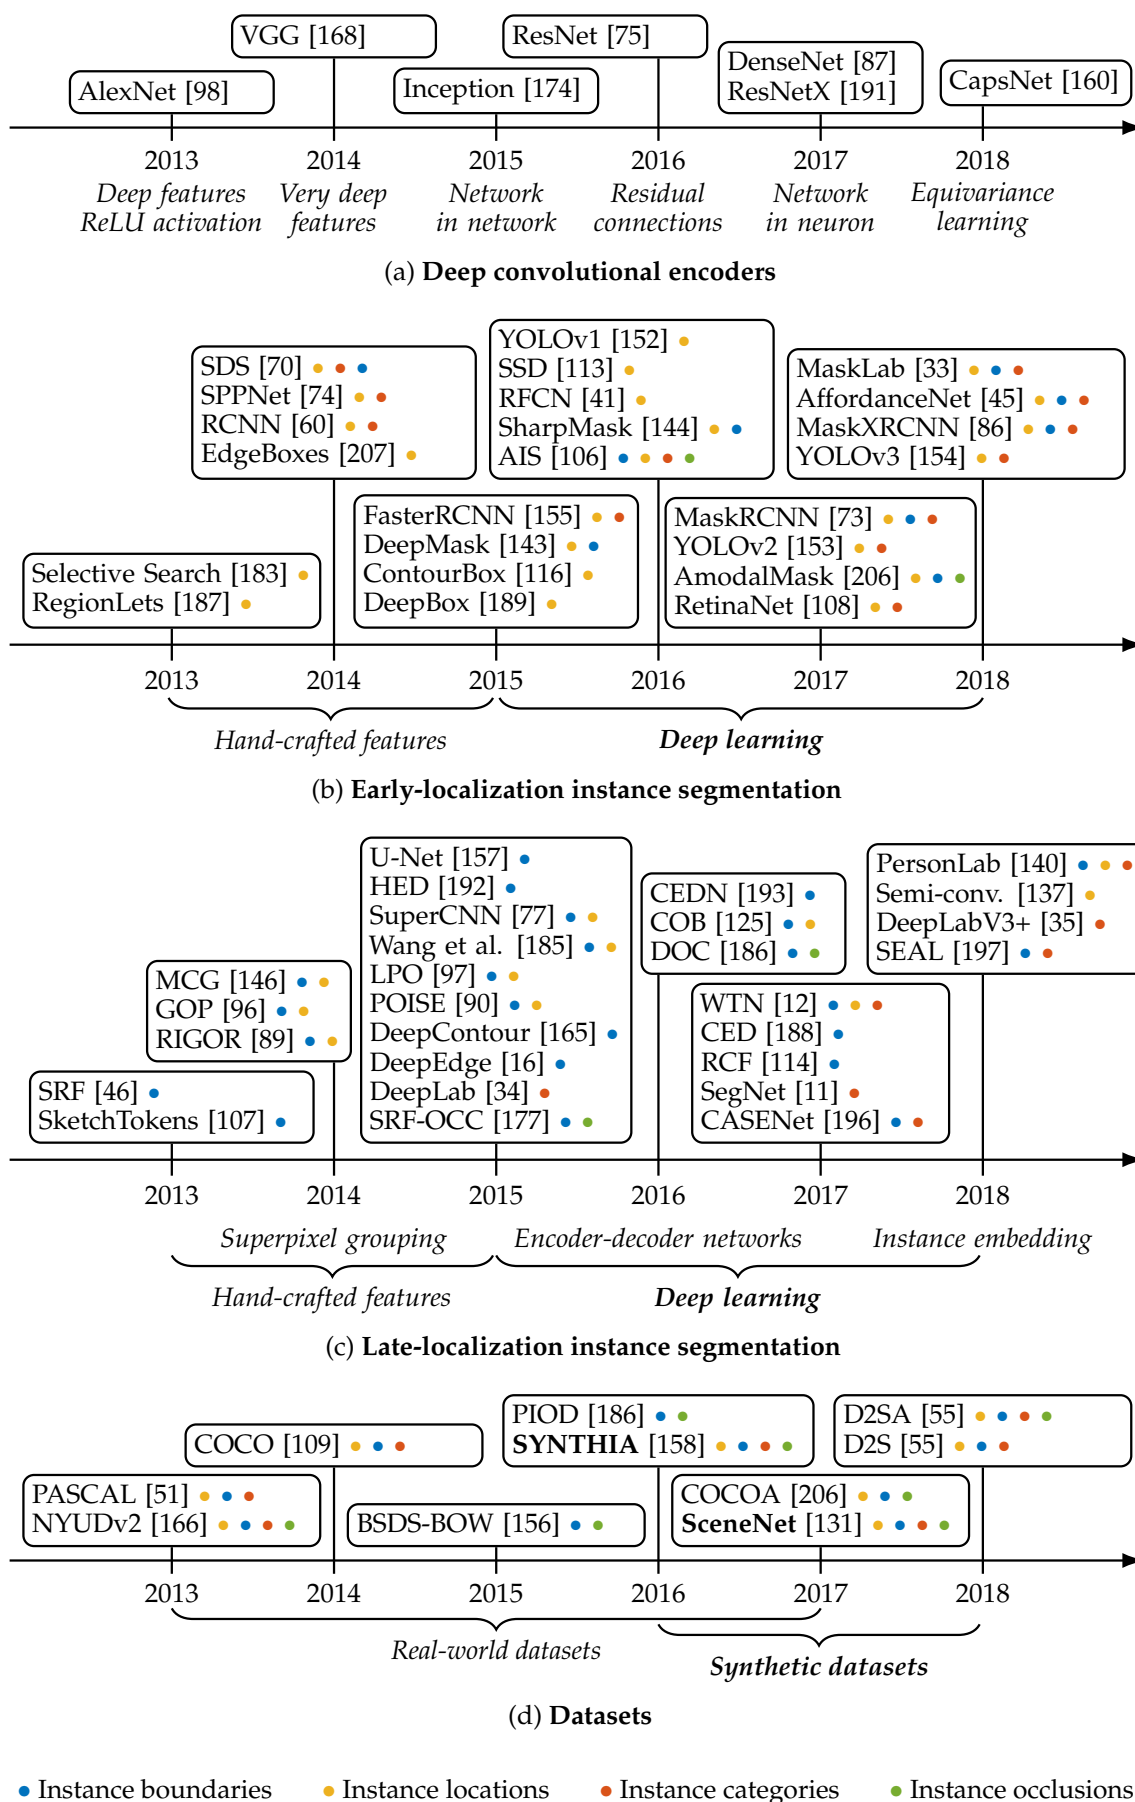 VGG [168]
ResNet [75]
AlexNet [98]
Inception [174]
DenseNet [87]
ResNetX [191]
CapsNet [160]
2013 2014 2015 2016 2017 2018
Deep features Very deep Network Residual Network Equivariance
ReLU activation features in network connections in neuron learning
(a) Deep convolutional encoders
SDS [70]
SPPNet [74]
RCNN [60]
EdgeBoxes [207]
YOLOv1 [152]
SSD [113]
RFCN [41]
SharpMask [144]
AIS [106]
MaskLab [33]
AffordanceNet [45]
MaskXRCNN [86]
YOLOv3 [154]
Selective Search [183]
RegionLets [187]
FasterRCNN [155]
DeepMask [143]
ContourBox [116]
DeepBox [189]
MaskRCNN [73]
YOLOv2 [153]
AmodalMask [206]
RetinaNet [108]
2013 2014 2015 2016 2017 2018
Hand-crafted features Deep learning
(b) Early-localization instance segmentation
SRF [46]
SketchTokens [107]
MCG [146]
GOP [96]
RIGOR [89]
U-Net [157]
HED [192]
SuperCNN [77]
Wang et al. [185]
LPO [97]
POISE [90]
DeepContour [165]
DeepEdge [16]
DeepLab [34]
SRF-OCC [177]
CEDN [193]
COB [125]
DOC [186]
WTN [12]
CED [188]
RCF [114]
SegNet [11]
CASENet [196]
PersonLab [140]
Semi-conv. [137]
DeepLabV3+ [35]
SEAL [197]
2013 2014 2015 2016 2017 2018
Superpixel grouping Encoder-decoder networks Instance embedding
Hand-crafted features Deep learning
(c) Late-localization instance segmentation
PASCAL [51]
NYUDv2 [166]
COCO [109]
BSDS-BOW [156]
PIOD [186]
SYNTHIA [158]
COCOA [206]
SceneNet [131]
D2SA [55]
D2S [55]
2013 2014 2015 2016 2017 2018
Real-world datasets
Synthetic datasets
(d) Datasets
Instance boundaries Instance locations Instance categories Instance occlusions